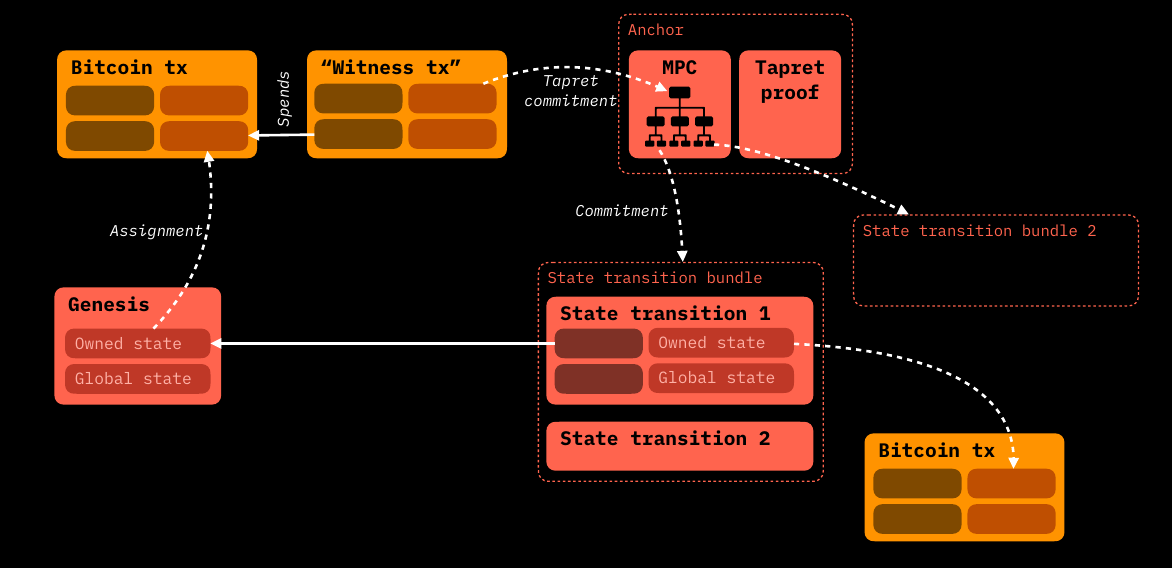 Anchor
Bitcoin tx
“Witness tx”
MPC
Tapret
proof
Spends
Tapret
commitment
Assignment
Commitment
State transition bundle 2
State transition bundle
Genesis
Owned state
Global state
State transition 1
Owned state
Global state
State transition 2
Bitcoin tx